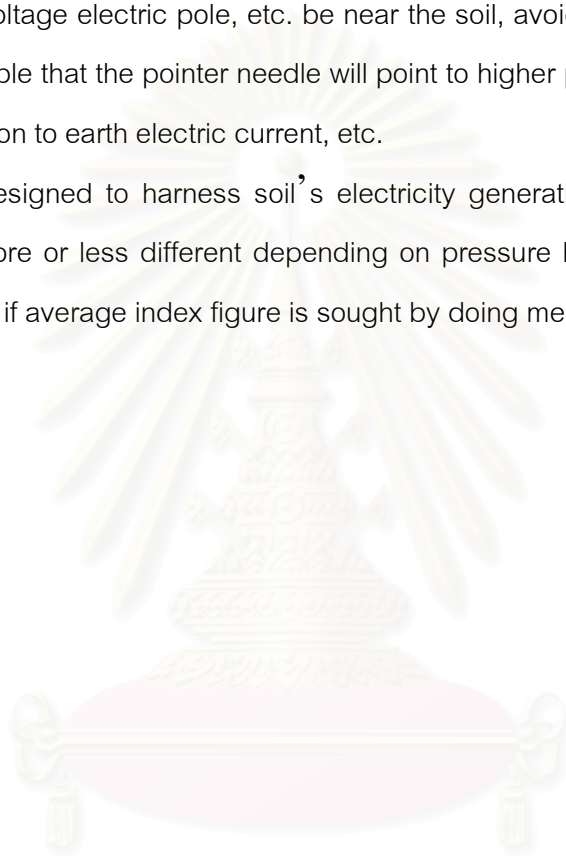 oltage electric pole, etc. be near the soil, avoi
ble that the pointer needle will point to higher
on to earth electric current, etc.
esigned to harness soil's electricity generati
ore or less different depending on pressure
if average index figure is sought by doing me